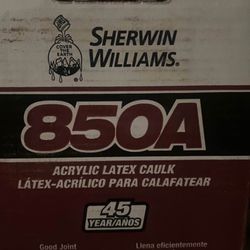 COVER
THE
EARTH
SHERWIN
WILLIAMS.
850A
ACRYLIC LATEX CAULK
LÁTEX-ACRÍLICO PARA CALAFATEAR
45
YEAR/AÑOS
Good Joint
Llena eficientemente